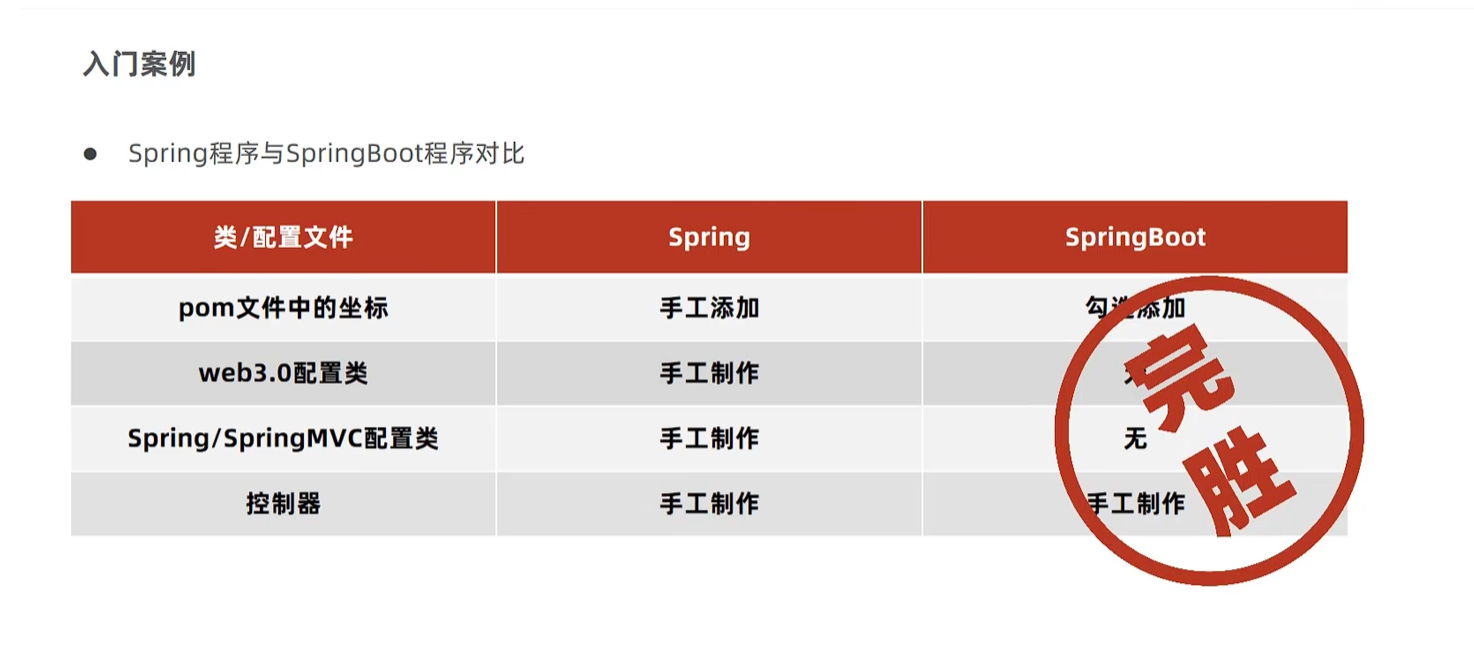 入门案例
● Spring程序与SpringBoot程序对比
类/配置文件 Spring SpringBoot
pom文件中的坐标 手工添加 勾选添加
web3.0配置类 手工制作
Spring/SpringMVC配置类 手工制作 无
控制器 手工制作 手工制作
完胜